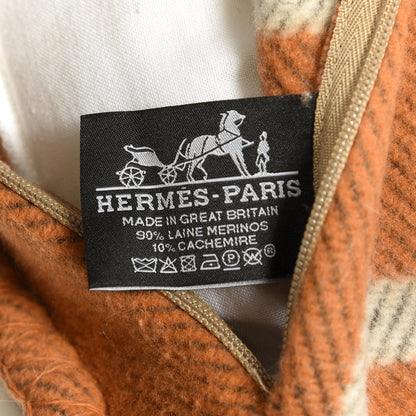 HERMÈS-PARIS
MADE IN GREAT BRITAIN
90% LAINE MERINOS
10% CACHEMIRE
P